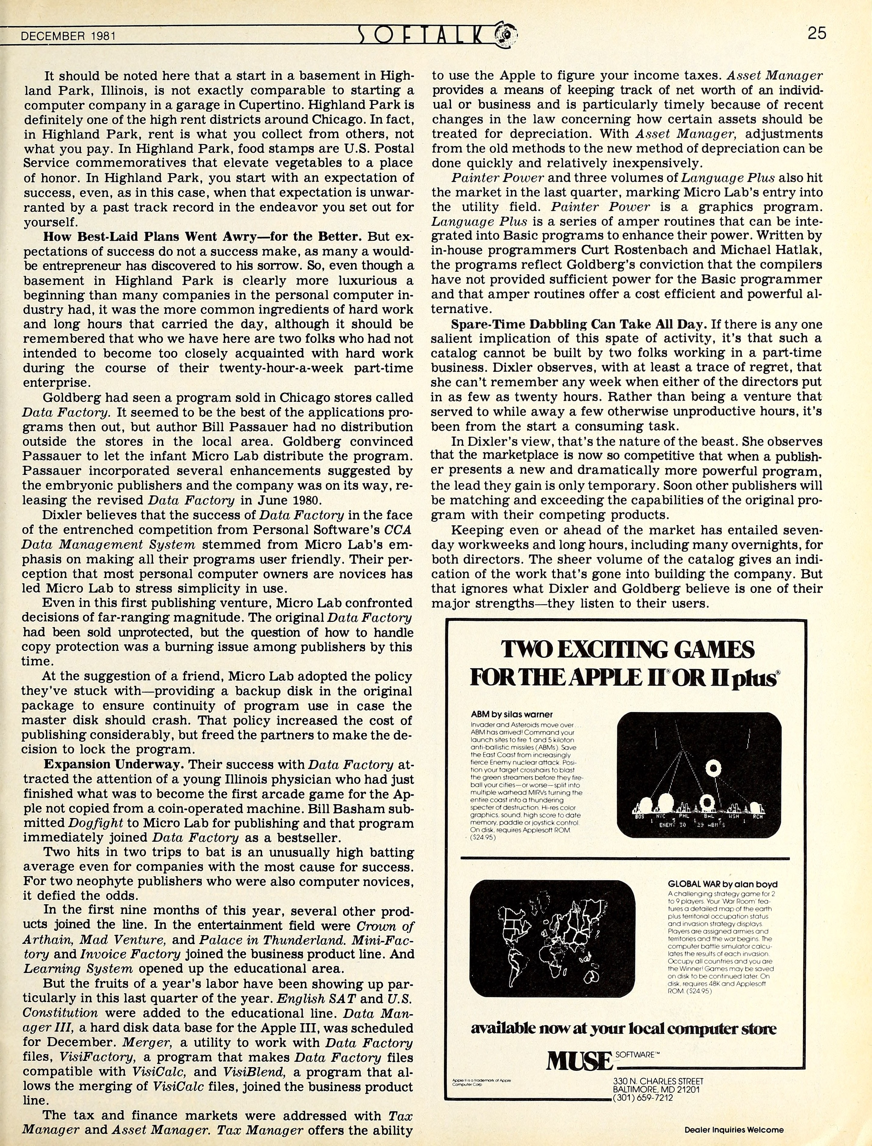 DECEMBER 1981
SOFTALK
25
It should be noted here that a start in a basement in High-
land Park, Illinois, is not exactly comparable to starting a
computer company in a garage in Cupertino. Highland Park is
definitely one of the high rent districts around Chicago. In fact,
in Highland Park, rent is what you collect from others, not
what you pay. In Highland Park, food stamps are U.S. Postal
Service commemoratives that elevate vegetables to a place
of honor. In Highland Park, you start with an expectation of
success, even, as in this case, when that expectation is unwar-
ranted by a past track record in the endeavor you set out for
yourself.
How Best-Laid Plans Went Awry—for the Better. But ex-
pectations of success do not a success make, as many a would-
be entrepreneur has discovered to his sorrow. So, even though a
basement in Highland Park is clearly more luxurious a
beginning than many companies in the personal computer in-
dustry had, it was the more common ingredients of hard work
and long hours that carried the day, although it should be
remembered that who we have here are two folks who had not
intended to become too closely acquainted with hard work
during the course of their twenty-hour-a-week part-time
enterprise.
Goldberg had seen a program sold in Chicago stores called
Data Factory. It seemed to be the best of the applications pro-
grams then out, but author Bill Passauer had no distribution
outside the stores in the local area. Goldberg convinced
Passauer to let the infant Micro Lab distribute the program.
Passauer incorporated several enhancements suggested by
the embryonic publishers and the company was on its way, re-
leasing the revised Data Factory in June 1980.
Dixler believes that the success of Data Factory in the face
of the entrenched competition from Personal Software's CCA
Data Management System stemmed from Micro Lab's em-
phasis on making all their programs user friendly. Their per-
ception that most personal computer owners are novices has
led Micro Lab to stress simplicity in use.
Even in this first publishing venture, Micro Lab confronted
decisions of far-ranging magnitude. The original Data Factory
had been sold unprotected, but the question of how to handle
copy protection was a burning issue among publishers by this
time.
At the suggestion of a friend, Micro Lab adopted the policy
they've stuck with—providing a backup disk in the original
package to ensure continuity of program use in case the
master disk should crash. That policy increased the cost of
publishing considerably, but freed the partners to make the de-
cision to lock the program.
Expansion Underway. Their success with Data Factory at-
tracted the attention of a young Illinois physician who had just
finished what was to become the first arcade game for the Ap-
ple not copied from a coin-operated machine. Bill Basham sub-
mitted Dogfight to Micro Lab for publishing and that program
immediately joined Data Factory as a bestseller.
Two hits in two trips to bat is an unusually high batting
average even for companies with the most cause for success.
For two neophyte publishers who were also computer novices,
it defied the odds.
In the first nine months of this year, several other prod-
ucts joined the line. In the entertainment field were Crown of
Arthain, Mad Venture, and Palace in Thunderland. Mini-Fac-
tory and Invoice Factory joined the business product line. And
Learning System opened up the educational area.
But the fruits of a year's labor have been showing up par-
ticularly in this last quarter of the year. English SAT and U.S.
Constitution were added to the educational line. Data Man-
ager III, a hard disk data base for the Apple III, was scheduled
for December. Merger, a utility to work with Data Factory
files, VisiFactory, a program that makes Data Factory files
compatible with VisiCalc, and VisiBlend, a program that al-
lows the merging of VisiCalc files, joined the business product
line.
The tax and finance markets were addressed with Tax
Manager and Asset Manager. Tax Manager offers the ability
to use the Apple to figure your income taxes. Asset Manager
provides a means of keeping track of net worth of an individ-
ual or business and is particularly timely because of recent
changes in the law concerning how certain assets should be
treated for depreciation. With Asset Manager, adjustments
from the old methods to the new method of depreciation can be
done quickly and relatively inexpensively.
Painter Power and three volumes of Language Plus also hit
the market in the last quarter, marking Micro Lab's entry into
the utility field. Painter Power is a graphics program.
Language Plus is a series of amper routines that can be inte-
grated into Basic programs to enhance their power. Written by
in-house programmers Curt Rostenbach and Michael Hatlak,
the programs reflect Goldberg's conviction that the compilers
have not provided sufficient power for the Basic programmer
and that amper routines offer a cost efficient and powerful al-
ternative.
Spare-Time Dabbling Can Take All Day. If there is any one
salient implication of this spate of activity, it's that such a
catalog cannot be built by two folks working in a part-time
business. Dixler observes, with at least a trace of regret, that
she can't remember any week when either of the directors put
in as few as twenty hours. Rather than being a venture that
served to while away a few otherwise unproductive hours, it's
been from the start a consuming task.
In Dixler's view, that's the nature of the beast. She observes
that the marketplace is now so competitive that when a publish-
er presents a new and dramatically more powerful program,
the lead they gain is only temporary. Soon other publishers will
be matching and exceeding the capabilities of the original pro-
gram with their competing products.
Keeping even or ahead of the market has entailed seven-
day workweeks and long hours, including many overnights, for
both directors. The sheer volume of the catalog gives an indi-
cation of the work that's gone into building the company. But
that ignores what Dixler and Goldberg believe is one of their
major strengths—they listen to their users.
TWO EXCITING GAMES
FOR THE APPLE II® OR II plus®
ABM by silas warner
Invader and Asteroids move over.
ABM has arrived! Command your
launch sites to fire 1 and 5 kiloton
anti-ballistic missiles (ABMs). Save
the East Coast from increasingly
fierce Enemy nuclear attack. Posi-
tion your target crosshairs to blast
the green streamers before they fire-
ball your cities—or worse—split into
multiple warhead MIRVs turning the
entire coast into a thundering
specter of destruction. Hi-res color
graphics, sound, high score to date
memory, paddle or joystick control.
On disk, requires Applesoft ROM.
($24.95)
BOS NYC PHL WSH RCH
GLOBAL WAR by alan boyd
A challenging strategy game for 2
to 9 players. Your 'War Room' fea-
tures a detailed map of the earth
plus territorial occupation status
and invasion strategy displays.
Players are assigned armies and
territories and the war begins. The
computer battle simulator calcu-
lates the results of each invasion.
Occupy all countries and you are
the Winner! Games may be saved
on disk to be continued later. On
disk, requires 48K and Applesoft
ROM. ($24.95)
available now at your local computer store
MUSE SOFTWARE™
Apple II is a trademark of Apple
Computer Corp.
330 N. CHARLES STREET
BALTIMORE, MD 21201
(301) 659-7212
Dealer Inquiries Welcome